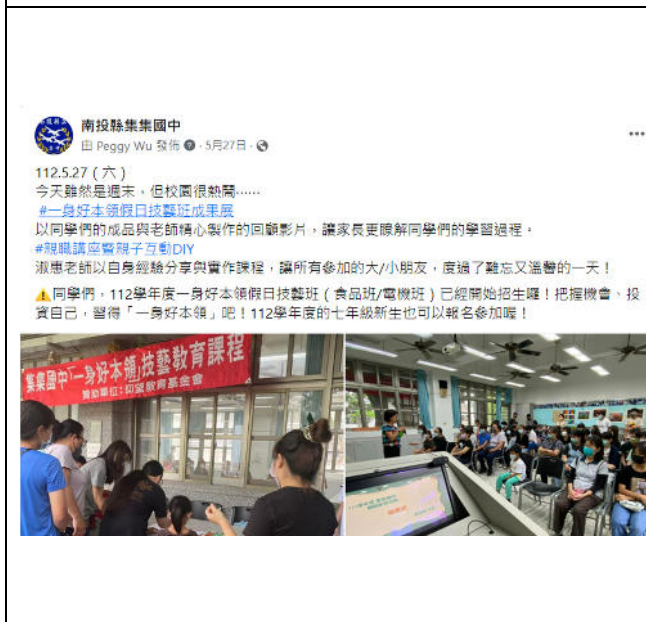 南投縣集集國中
由 Peggy Wu 發佈 · 5月27日 ·
112.5.27 ( 六 )
今天雖然是週末，但校園很熱鬧⋯⋯
#一身好本領假日技藝班成果展
以同學們的成品與老師精心製作的回顧影片，讓家長更瞭解同學們的學習過程。
#親職講座暨親子互動DIY
淑惠老師以自身經驗分享與實作課程，讓所有參加的大/小朋友，度過了難忘又溫馨的一天！
⚠同學們，112學年度一身好本領假日技藝班 ( 食品班/電機班 ) 已經開始招生囉！把握機會、投
資自己，習得「一身好本領」吧！112學年度的七年級新生也可以報名參加喔！
集集國中「一身好本領」技藝教育課程
贊助單位：仰望教育基金會